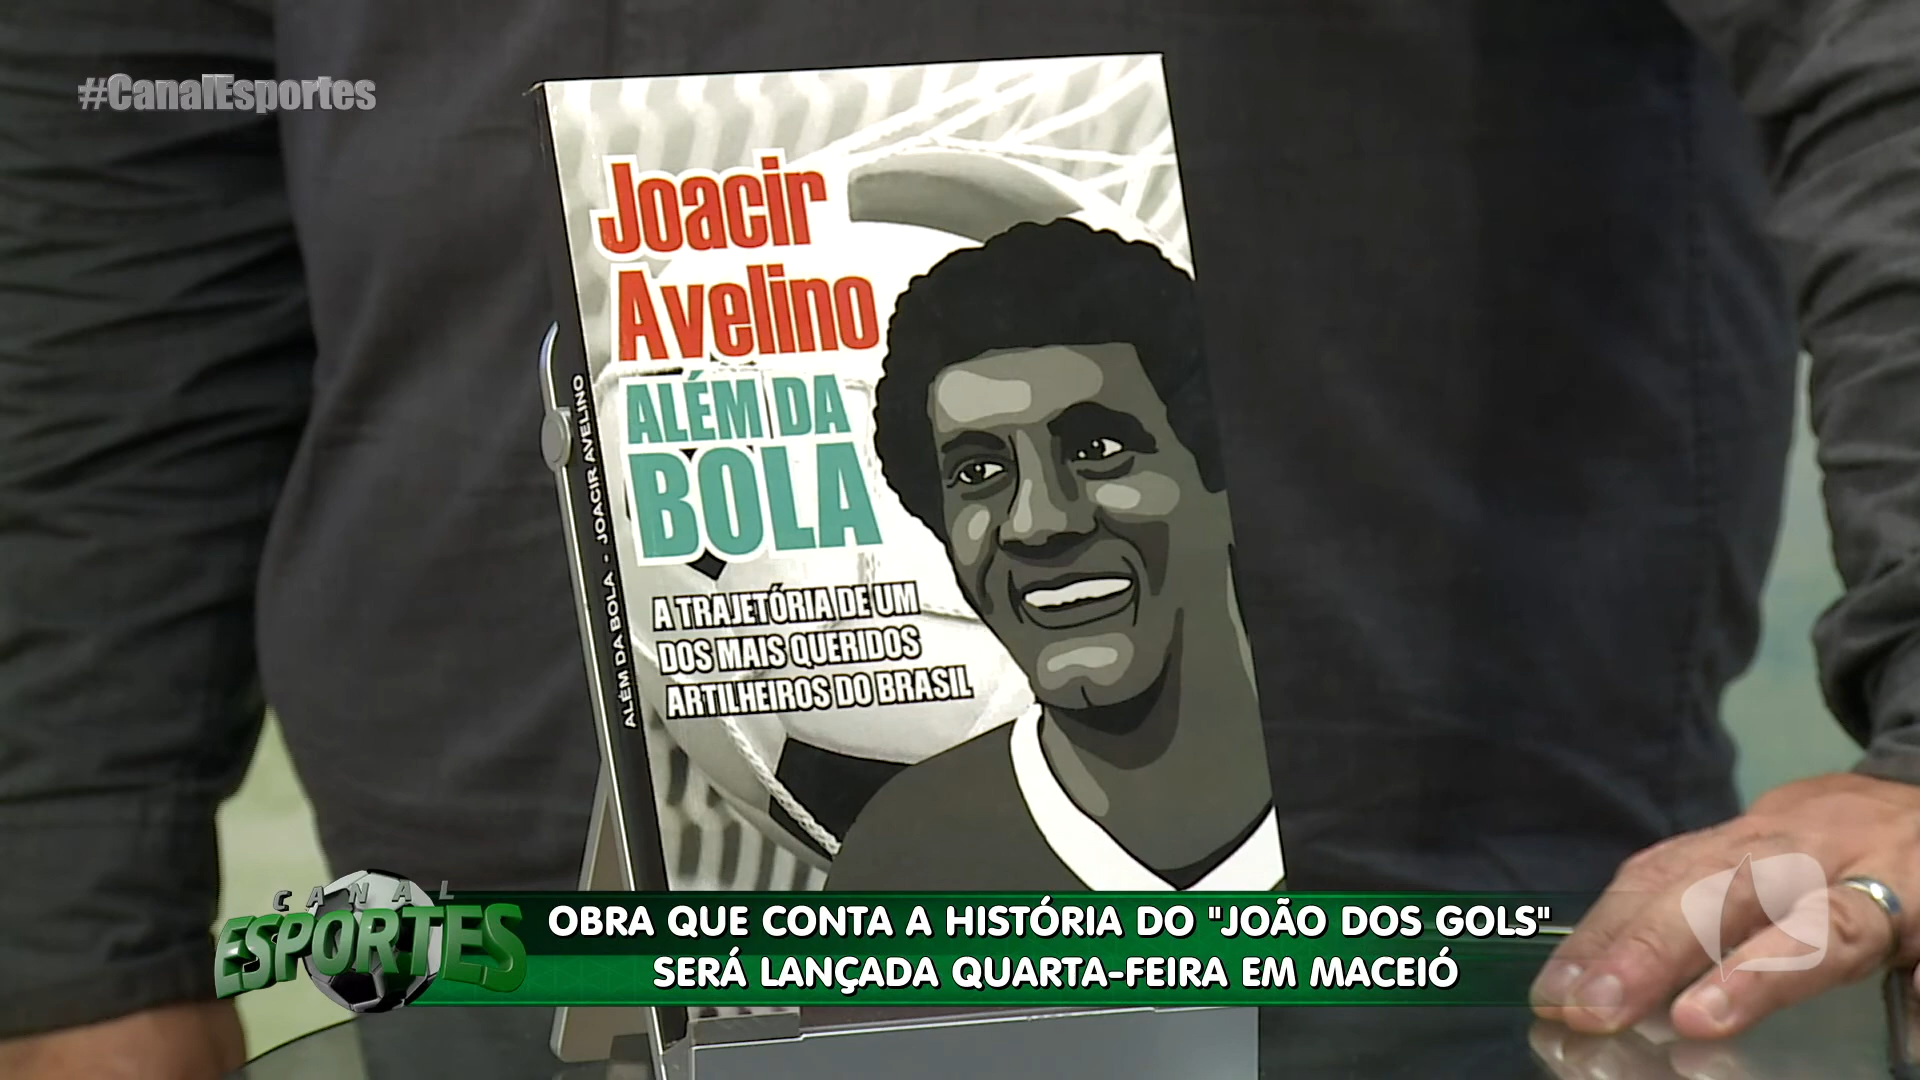 #CanalEsportes
Joacir
Avelino
ALÉM DA
BOLA
A TRAJETÓRIA DE UM
DOS MAIS QUERIDOS
ARTILHEIROS DO BRASIL
ALÉM DA BOLA - JOACIR AVELINO
CANAL
ESPORTES
OBRA QUE CONTA A HISTÓRIA DO "JOÃO DOS GOLS"
SERÁ LANÇADA QUARTA-FEIRA EM MACEIÓ